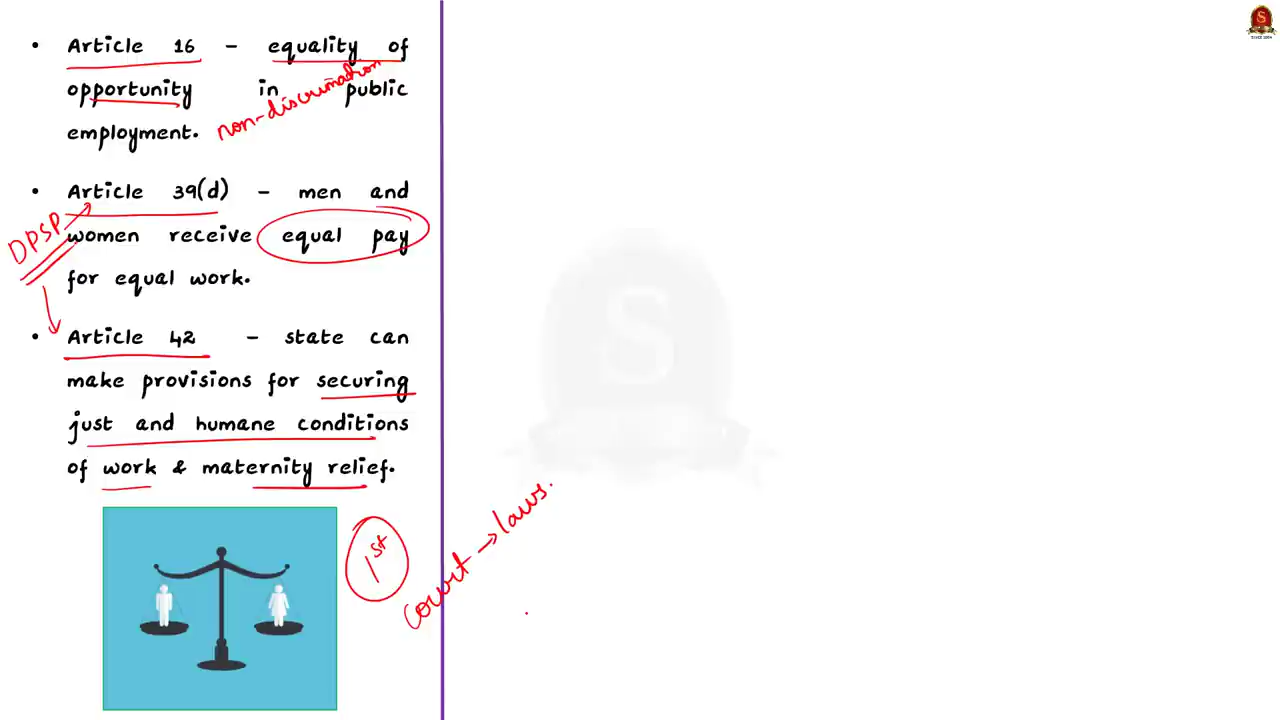 • Article 16 – equality of
opportunity in public
employment.
non-discrimination
• Article 39(d) – men and
women receive equal pay
for equal work.
DPSP
• Article 42 – state can
make provisions for securing
just and humane conditions
of work & maternity relief.
1st
court → laws.
S
S
SINCE 2004